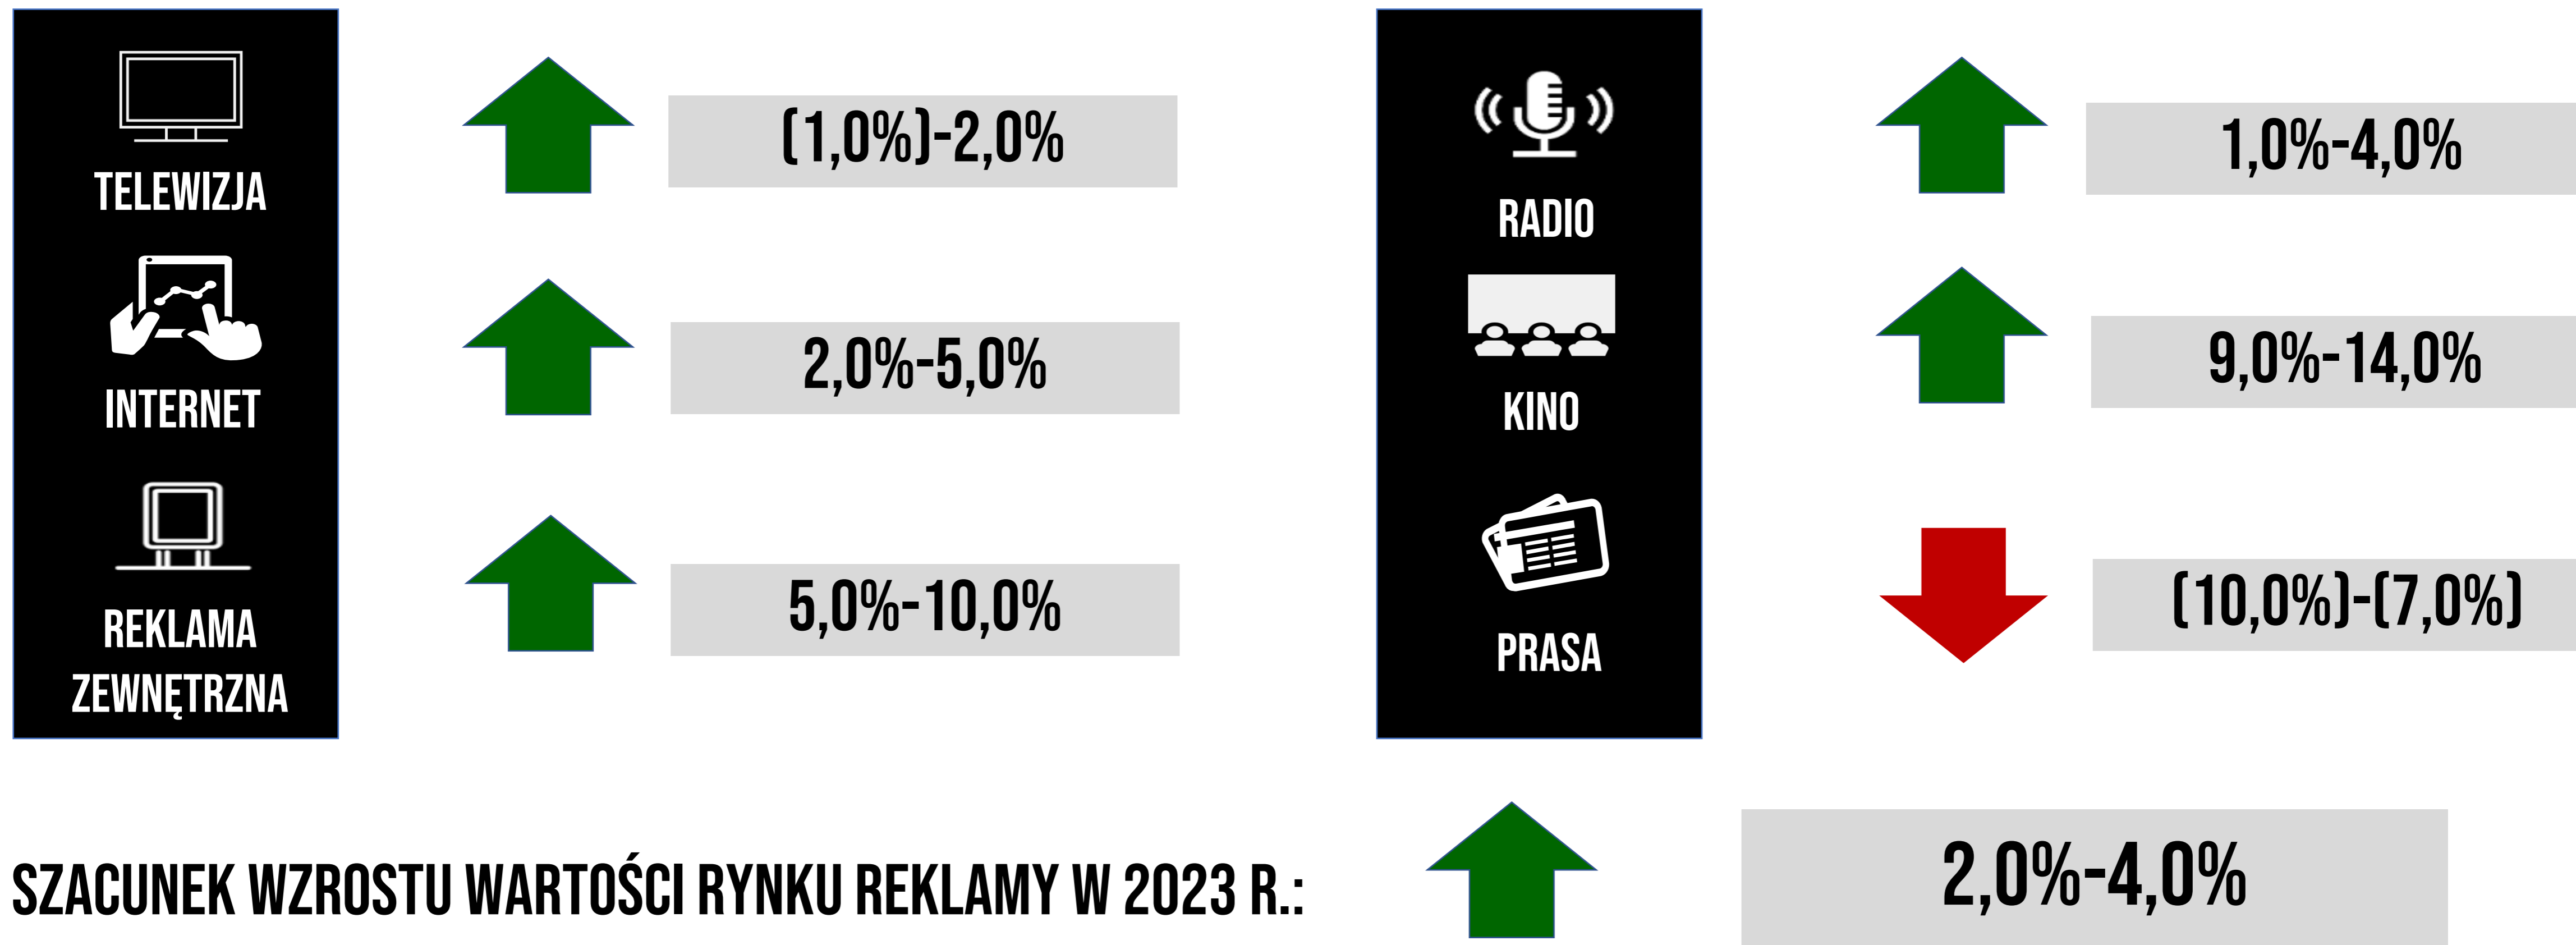 TELEWIZJA
(1,0%)-2,0%
INTERNET
2,0%-5,0%
REKLAMA
ZEWNĘTRZNA
5,0%-10,0%
RADIO
1,0%-4,0%
KINO
9,0%-14,0%
PRASA
(10,0%)-(7,0%)
SZACUNEK WZROSTU WARTOŚCI RYNKU REKLAMY W 2023 R.:
2,0%-4,0%